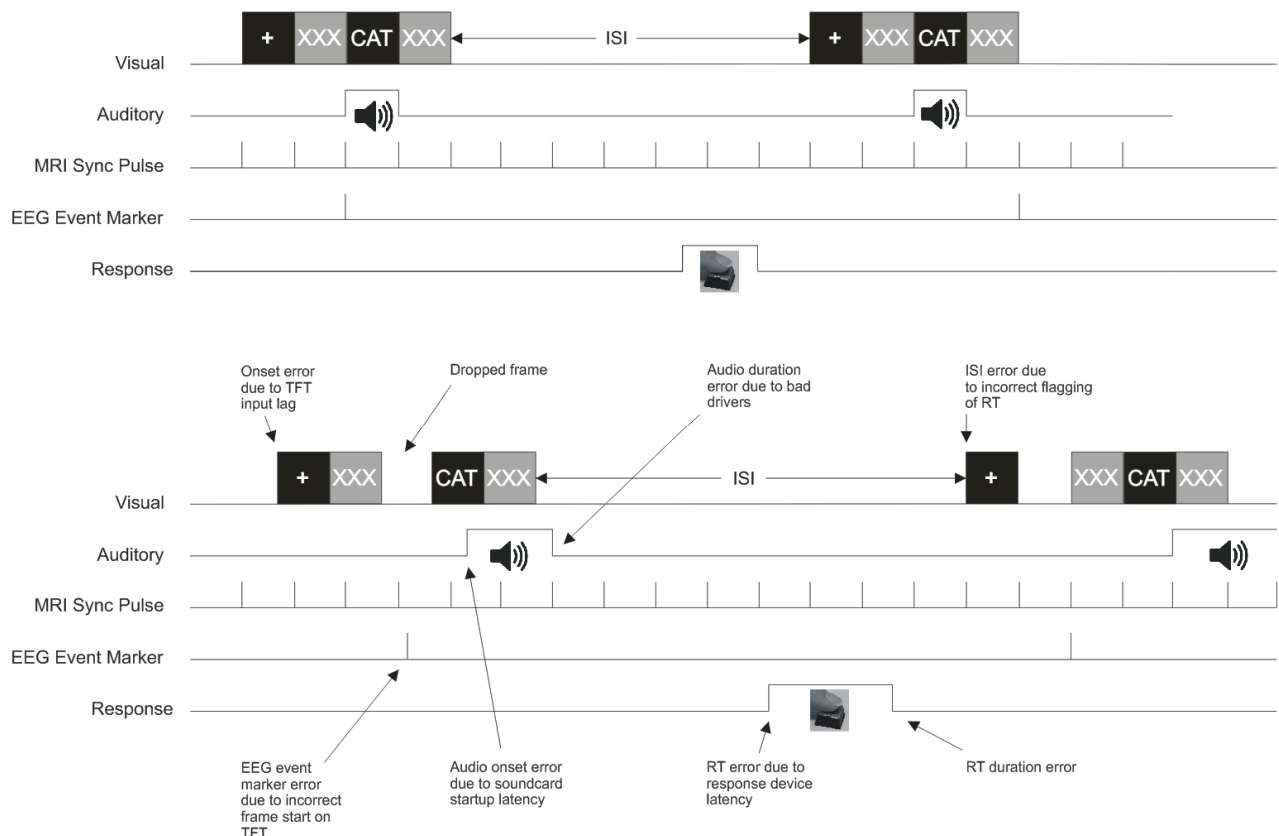 + XXX CAT XXX ISI + XXX CAT XXX
Visual
Auditory
MRI Sync Pulse
EEG Event Marker
Response
Onset error
due to TFT
input lag
Dropped frame
Audio duration
error due to bad
drivers
ISI error due
to incorrect flagging
of RT
+ XXX CAT XXX ISI + XXX CAT XXX
Visual
Auditory
MRI Sync Pulse
EEG Event Marker
Response
EEG event
marker error
due to incorrect
frame start on
TFT
Audio onset error
due to soundcard
startup latency
RT error due to
response device
latency
RT duration error